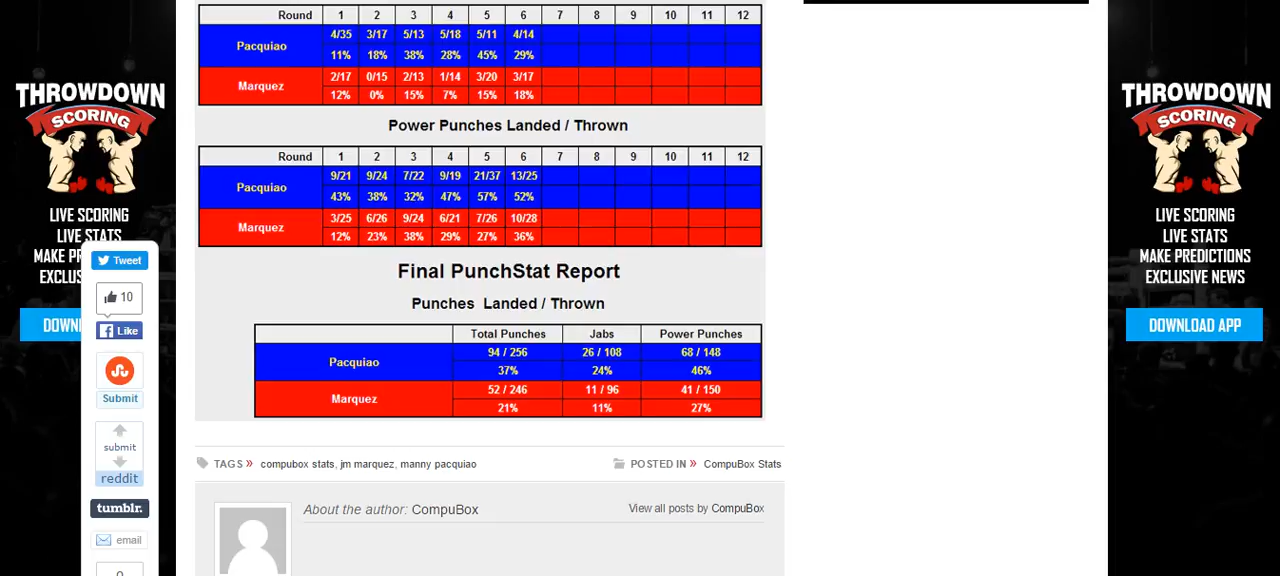 Round 1 2 3 4 5 6 7 8 9 10 11 12
Pacquiao 4/35 3/17 5/13 5/18 5/11 4/14
11% 18% 38% 28% 45% 29%
Marquez 2/17 0/15 2/13 1/14 3/20 3/17
12% 0% 15% 7% 15% 18%
Power Punches Landed / Thrown
Round 1 2 3 4 5 6 7 8 9 10 11 12
Pacquiao 9/21 9/24 7/22 9/19 21/37 13/25
43% 38% 32% 47% 57% 52%
Marquez 3/25 6/26 9/24 6/21 7/26 10/28
12% 23% 38% 29% 27% 36%
Final PunchStat Report
Punches Landed / Thrown
Total Punches Jabs Power Punches
Pacquiao 94 / 256 26 / 108 68 / 148
37% 24% 46%
Marquez 52 / 246 11 / 96 41 / 150
21% 11% 27%
TAGS » compubox stats, jm marquez, manny pacquiao
POSTED IN » CompuBox Stats
About the author: CompuBox
View all posts by CompuBox
THROWDOWN
SCORING
LIVE SCORING
LIVE STATS
MAKE PR
EXCLUS
DOWN
Tweet
10
Like
Submit
submit
reddit
tumblr.
email
THROWDOWN
SCORING
LIVE SCORING
LIVE STATS
MAKE PREDICTIONS
EXCLUSIVE NEWS
DOWNLOAD APP